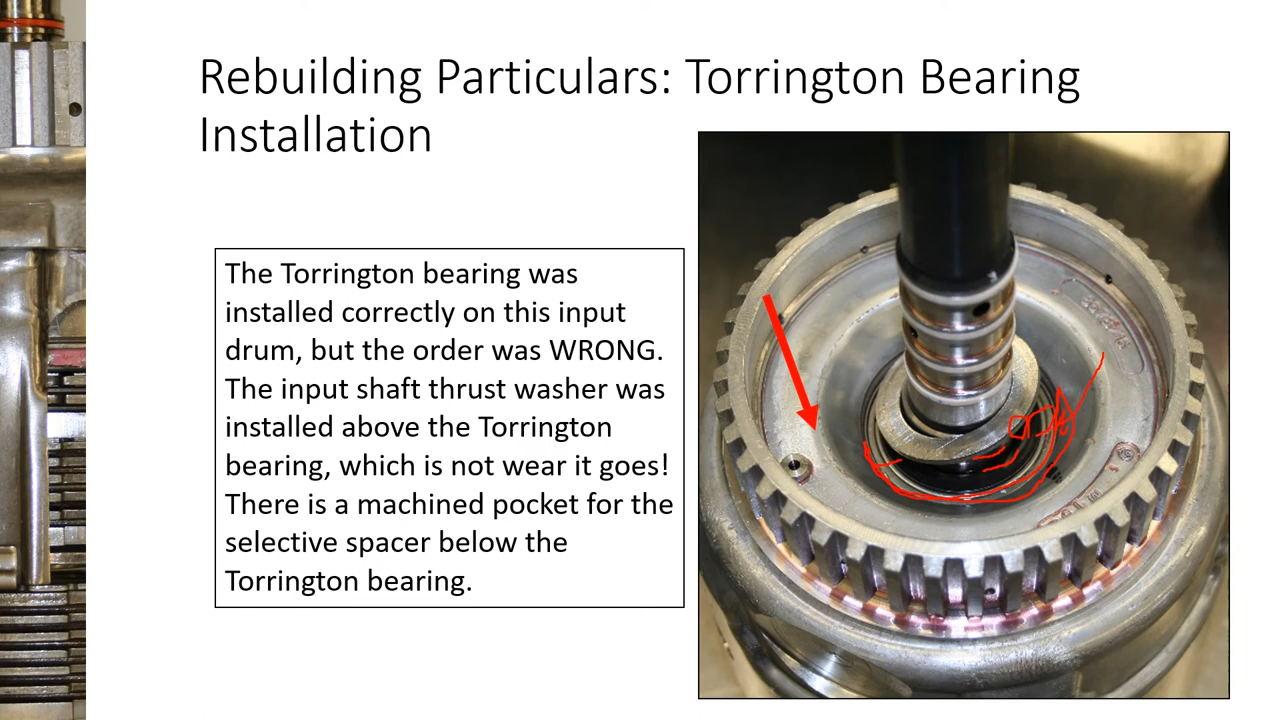 Rebuilding Particulars: Torrington Bearing
Installation
The Torrington bearing was
installed correctly on this input
drum, but the order was WRONG.
The input shaft thrust washer was
installed above the Torrington
bearing, which is not wear it goes!
There is a machined pocket for the
selective spacer below the
Torrington bearing.